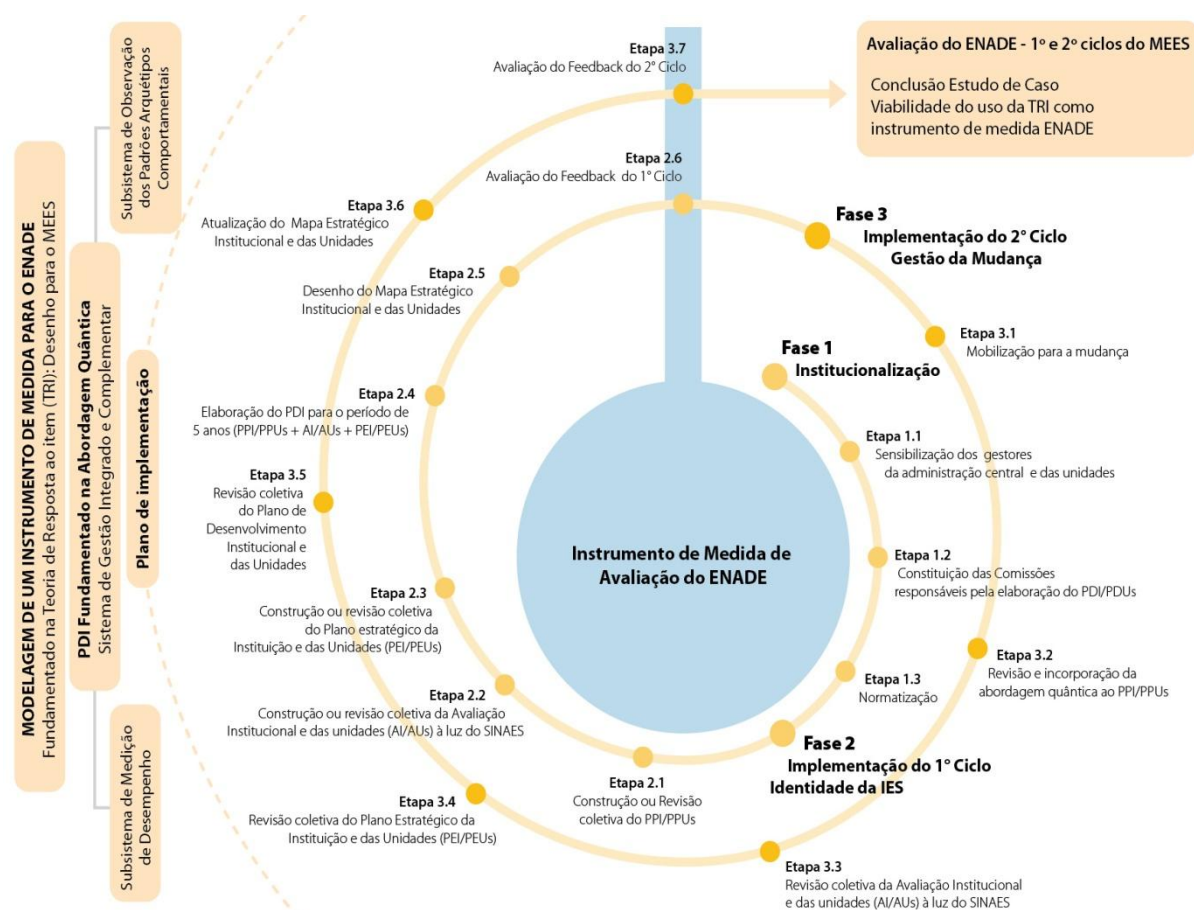 MODELAGEM DE UM INSTRUMENTO DE MEDIDA PARA O ENADE
Fundamentado na Teoria de Resposta ao item (TRI): Desenho para o MEES
Subsistema de Observação
dos Padrões Arquétipos
Comportamentais
PDI Fundamentado na Abordagem Quântica
Sistema de Gestão Integrado e Complementar
Subsistema de Medição
de Desempenho
Plano de implementação
Instrumento de Medida de
Avaliação do ENADE
Fase 1
Institucionalização
Etapa 1.1
Sensibilização dos gestores
da administração central e das unidades
Etapa 1.2
Constituição das Comissões
responsáveis pela elaboração do PDI/PDUs
Etapa 1.3
Normatização
Fase 2
Implementação do 1° Ciclo
Identidade da IES
Etapa 2.1
Construção ou Revisão
coletiva do PPI/PPUs
Etapa 2.2
Construção ou revisão coletiva da Avaliação
Institucional e das unidades (AI/AUs) à luz do SINAES
Etapa 2.3
Construção ou revisão coletiva
do Plano estratégico da
Instituição e das Unidades (PEI/PEUs)
Etapa 2.4
Elaboração do PDI para o período de
5 anos (PPI/PPUs + AI/AUs + PEI/PEUs)
Etapa 2.5
Desenho do Mapa Estratégico
Institucional e das Unidades
Etapa 2.6
Avaliação do Feedback do 1° Ciclo
Fase 3
Implementação do 2° Ciclo
Gestão da Mudança
Etapa 3.1
Mobilização para a mudança
Etapa 3.2
Revisão e incorporação da
abordagem quântica ao PPI/PPUs
Etapa 3.3
Revisão coletiva da Avaliação Institucional
e das unidades (AI/AUs) à luz do SINAES
Etapa 3.4
Revisão coletiva do Plano Estratégico da
Instituição e das Unidades (PEI/PEUs)
Etapa 3.5
Revisão coletiva
do Plano de
Desenvolvimento
Institucional e
das Unidades
Etapa 3.6
Atualização do Mapa Estratégico
Institucional e das Unidades
Etapa 3.7
Avaliação do Feedback do 2° Ciclo
Avaliação do ENADE - 1º e 2º ciclos do MEES
Conclusão Estudo de Caso
Viabilidade do uso da TRI como
instrumento de medida ENADE